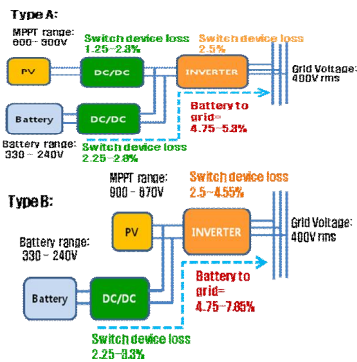 Type A:
MPPT range:
600 - 900V
Switch device loss
1.25-2.8%
Switch device loss
2.5%
PV
DC/DC
INVERTER
Grid Voltage:
400V rms
Battery
DC/DC
Battery to
grid=
4.75-5.3%
Battery range:
330 - 240V
Switch device loss
2.25-2.8%
Type B:
MPPT range:
600 - 870V
Switch device loss
2.5-4.55%
PV
INVERTER
Grid Voltage:
400V rms
Battery range:
330 - 240V
Battery to
grid=
4.75-7.85%
Battery
DC/DC
Switch device loss
2.25-3.3%